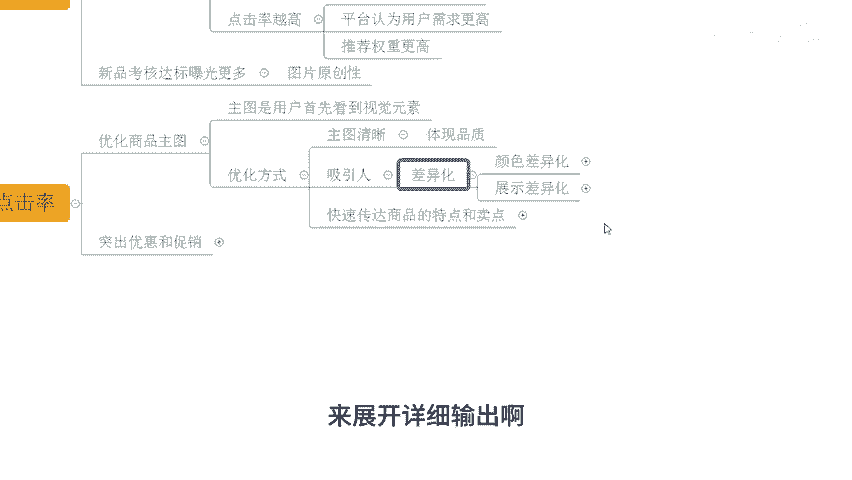 点击率越高
平台认为用户需求更高
推荐权重更高
新品考核达标曝光更多
图片原创性
主图是用户首先看到视觉元素
优化商品主图
主图清晰
体现品质
优化方式
吸引人
差异化
颜色差异化
展示差异化
快速传达商品的特点和卖点
点击率
突出优惠和促销
来展开详细输出啊